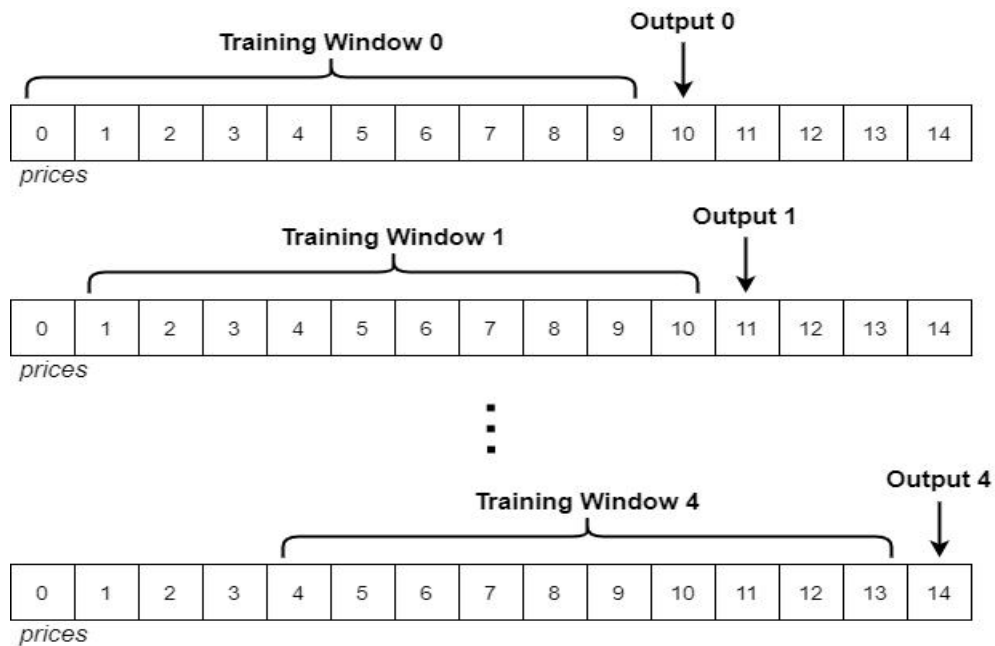 Output 0
Training Window 0
0 1 2 3 4 5 6 7 8 9 10 11 12 13 14
prices
Output 1
Training Window 1
0 1 2 3 4 5 6 7 8 9 10 11 12 13 14
prices
Output 4
Training Window 4
0 1 2 3 4 5 6 7 8 9 10 11 12 13 14
prices